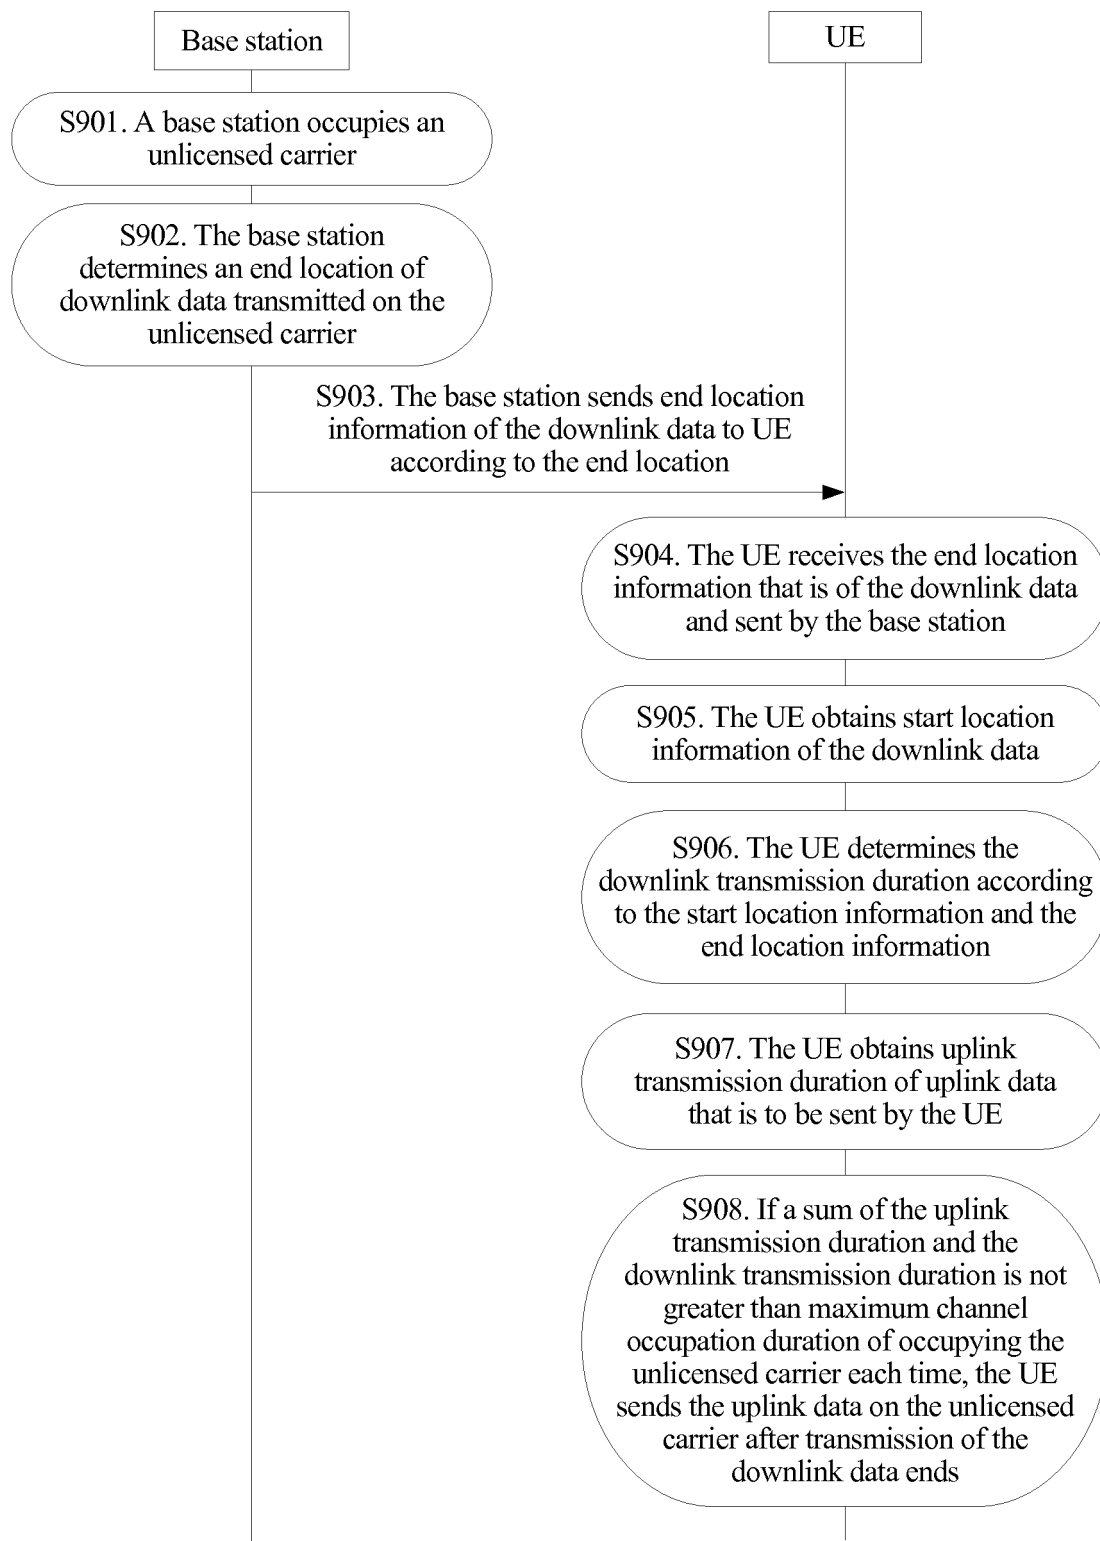 Base station
UE
S901. A base station occupies an
unlicensed carrier
S902. The base station
determines an end location of
downlink data transmitted on the
unlicensed carrier
S903. The base station sends end location
information of the downlink data to UE
according to the end location
S904. The UE receives the end location
information that is of the downlink data
and sent by the base station
S905. The UE obtains start location
information of the downlink data
S906. The UE determines the
downlink transmission duration according
to the start location information and the
end location information
S907. The UE obtains uplink
transmission duration of uplink data
that is to be sent by the UE
S908. If a sum of the uplink
transmission duration and the
downlink transmission duration is not
greater than maximum channel
occupation duration of occupying the
unlicensed carrier each time, the UE
sends the uplink data on the unlicensed
carrier after transmission of the
downlink data ends